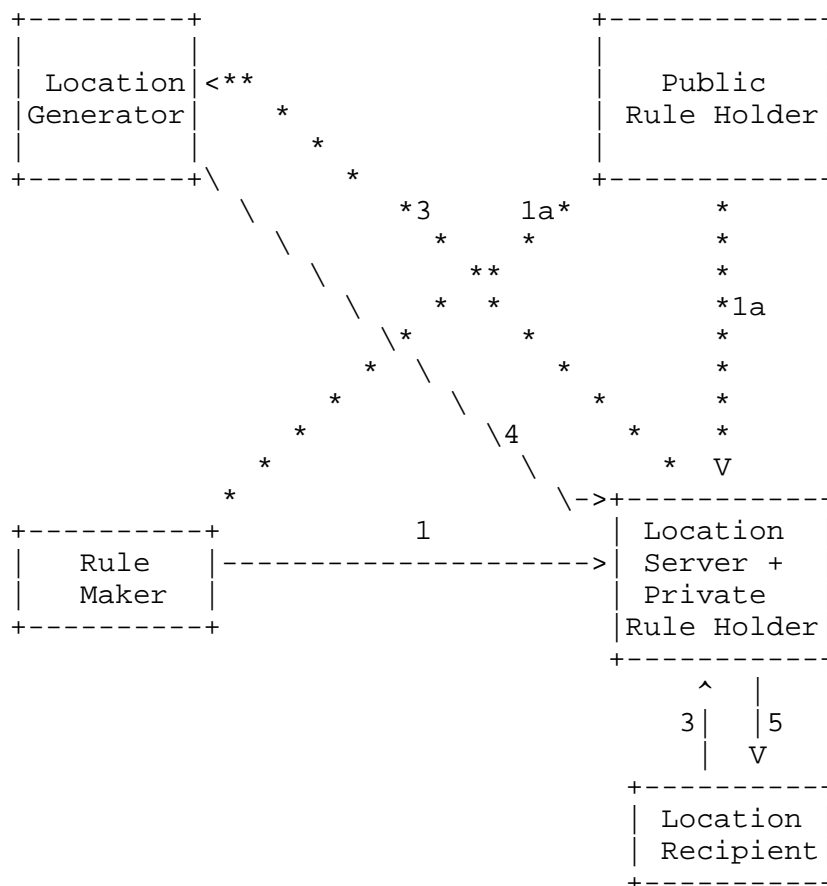 +---------+                       +------------
|         |                       |
| Location|<**                    |   Public
|Generator|    *                  | Rule Holder
|         |      *                |
+---------+\       *              +------------
             \        *3     1a*         *
               \         *    *          *
                 \         **            *
                   \     *  *            *1a
                     \ *      *          *
                     *  \       *        *
                   *      \       *      *
                 *          \4      *    *
               *              \       *  V
             *                  \->+-----------
+----------+           1           | Location
|   Rule   |---------------------->| Server +
|   Maker  |                       | Private
+----------+                       |Rule Holder
                                   +-----------
                                        ^  |
                                       3|  |5
                                        |  V
                                    +----------
                                    | Location
                                    | Recipient
                                    +----------